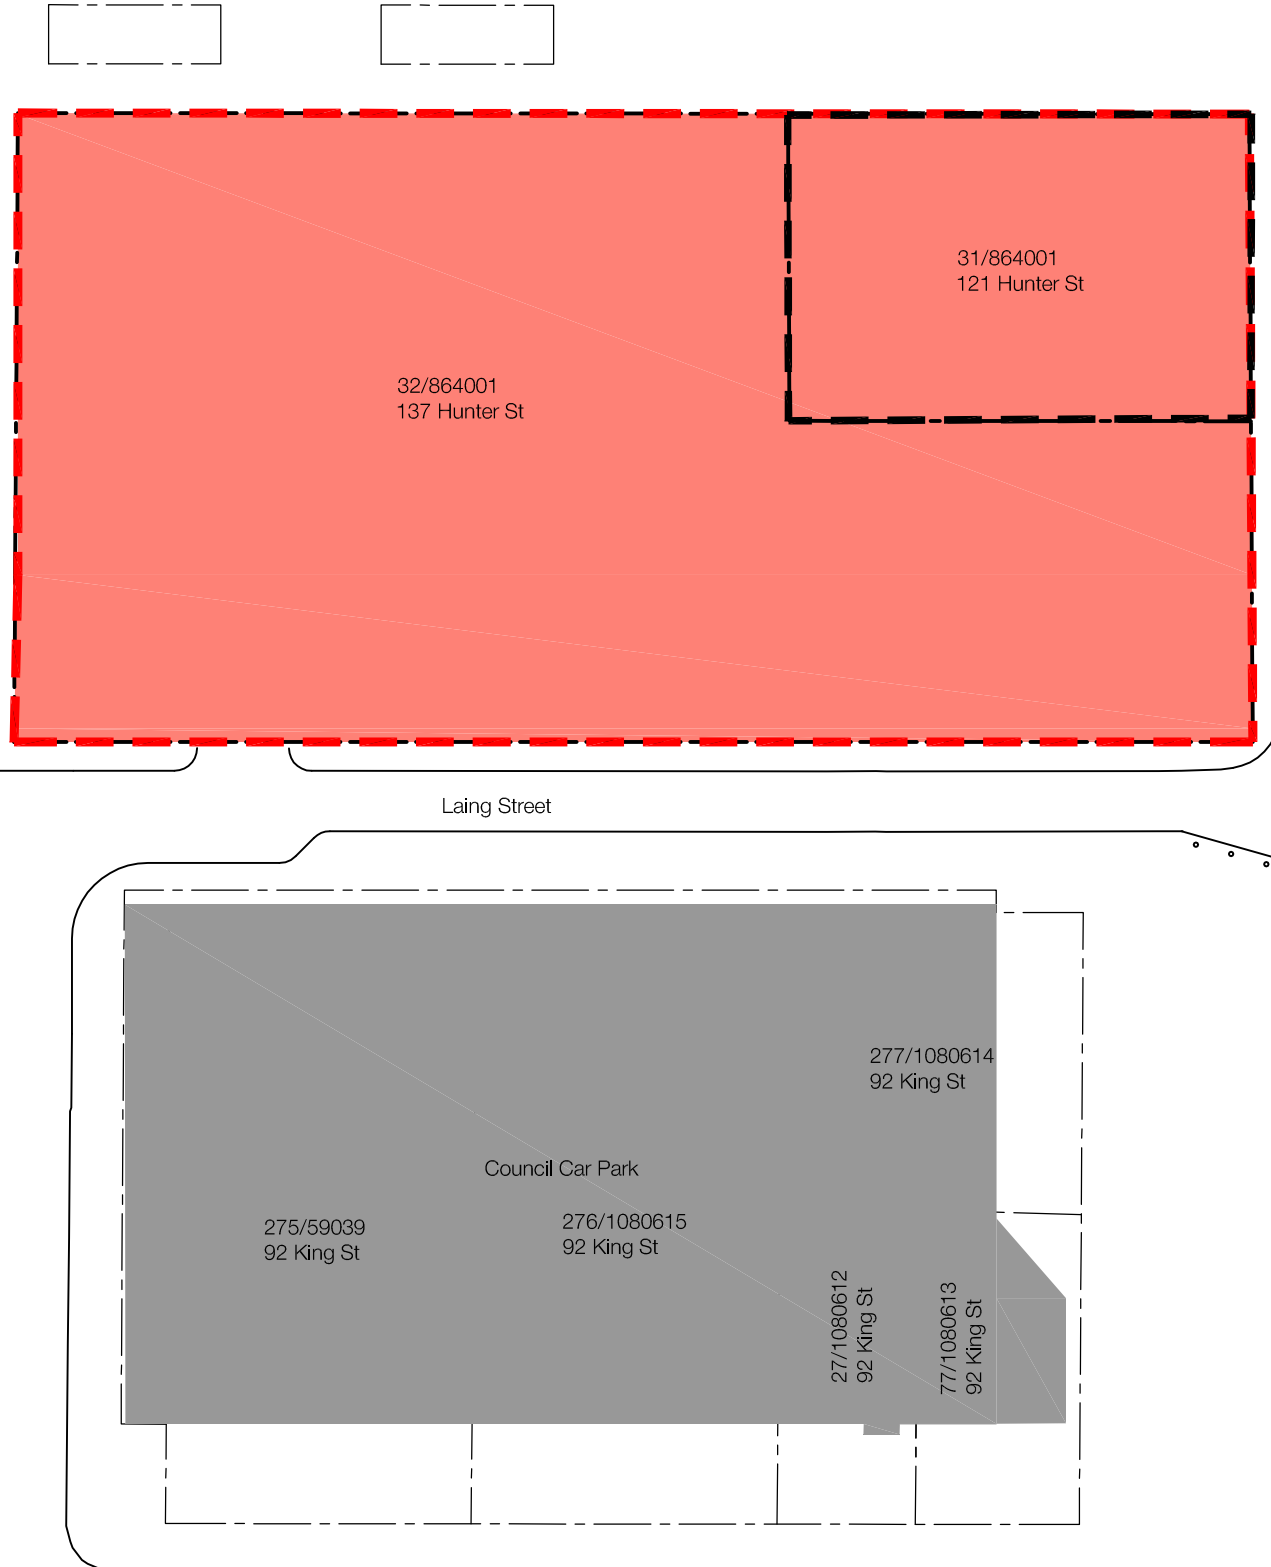 31/864001
121 Hunter St
32/864001
137 Hunter St
Laing Street
277/1080614
92 King St
Council Car Park
275/59039
92 King St
276/1080615
92 King St
27/1080612
92 King St
77/1080613
92 King St